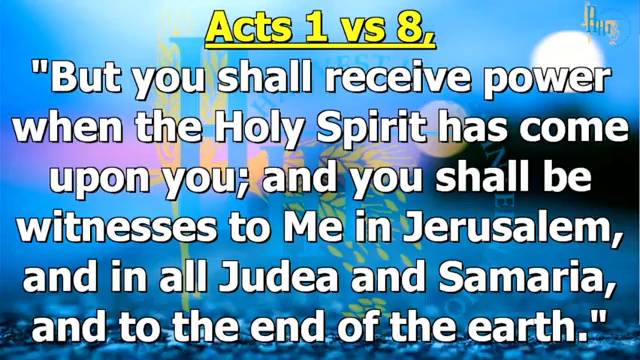 Acts 1 vs 8,
"But you shall receive power
when the Holy Spirit has come
upon you; and you shall be
witnesses to Me in Jerusalem,
and in all Judea and Samaria,
and to the end of the earth."